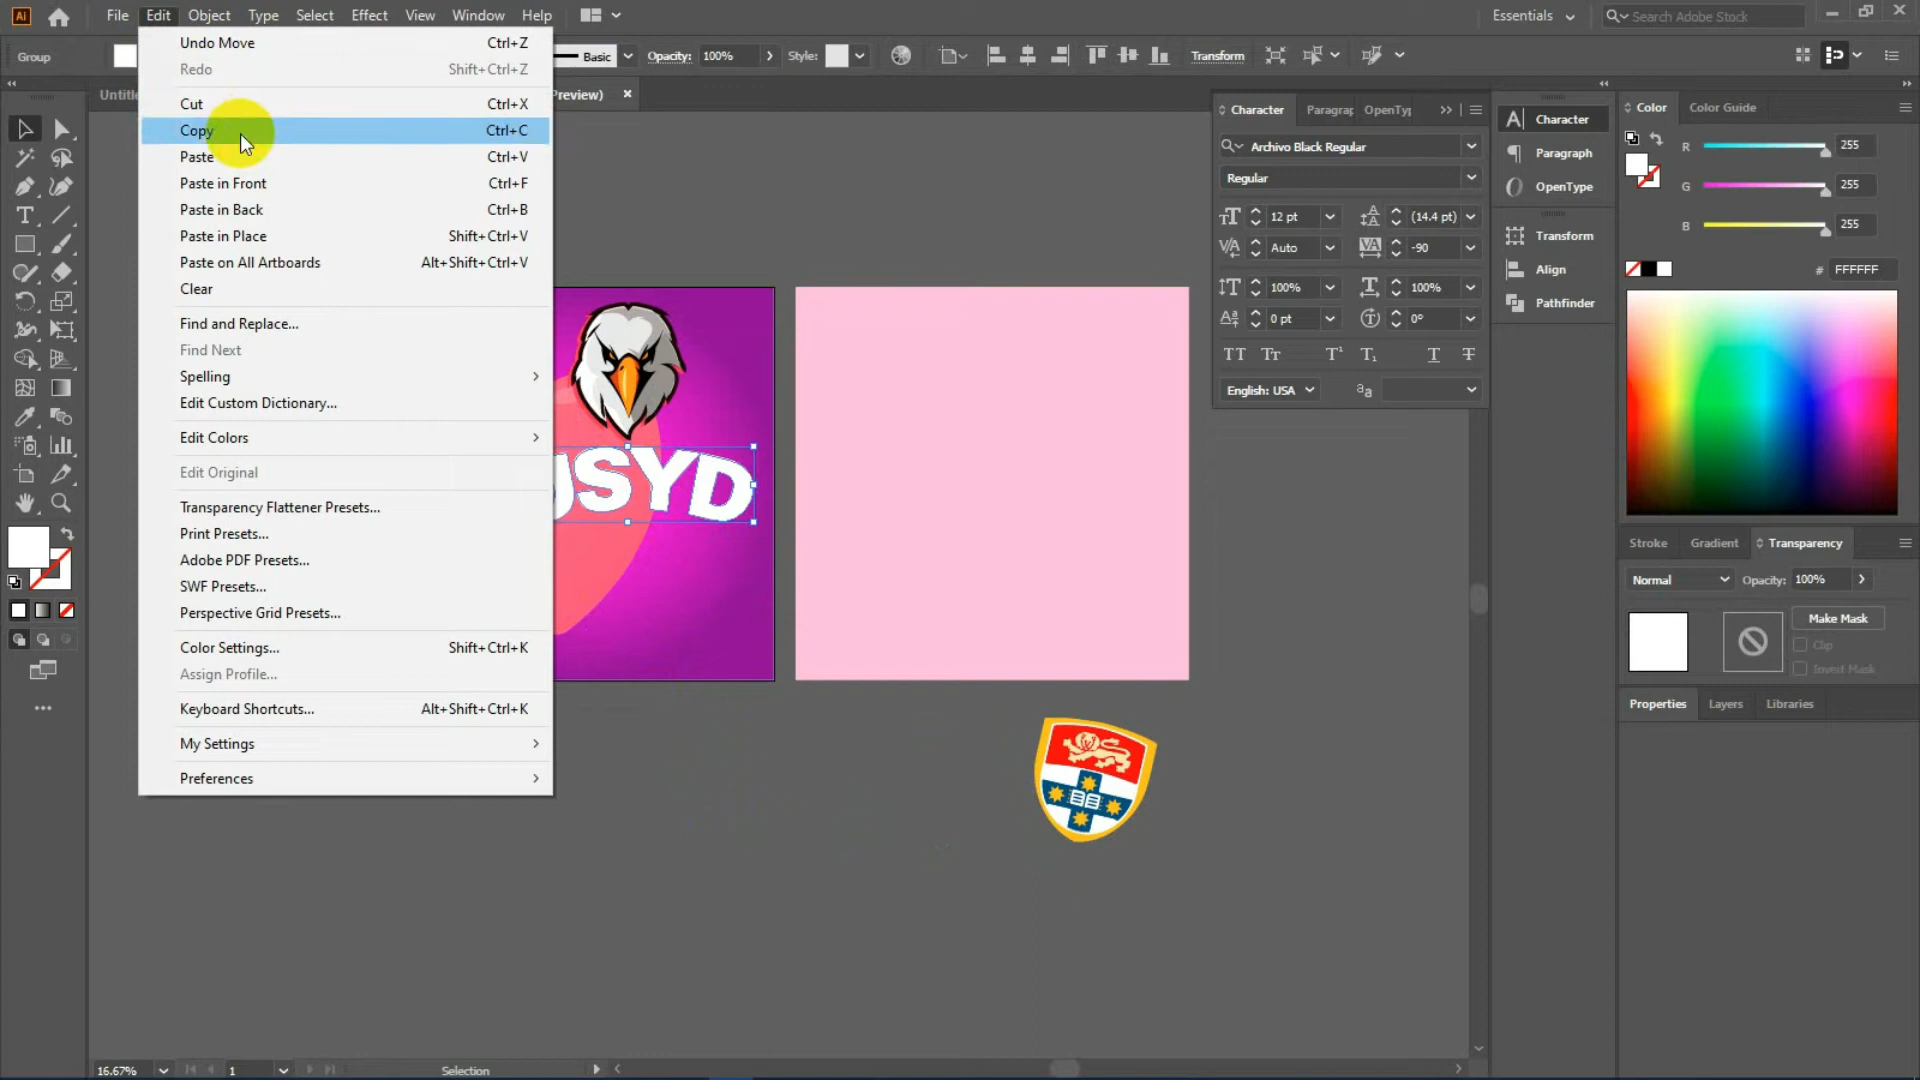 Ai File Edit Object Type Select Effect View Window Help Essentials Search Adobe Stock
Group Basic Opacity: 100% Style: Transform
Undo Move Ctrl+Z
Redo Shift+Ctrl+Z
Cut Ctrl+X
Copy Ctrl+C
Paste Ctrl+V
Paste in Front Ctrl+F
Paste in Back Ctrl+B
Paste in Place Shift+Ctrl+V
Paste on All Artboards Alt+Shift+Ctrl+V
Clear
Find and Replace...
Find Next
Spelling
Edit Custom Dictionary...
Edit Colors
Edit Original
Transparency Flattener Presets...
Print Presets...
Adobe PDF Presets...
SWF Presets...
Perspective Grid Presets...
Color Settings... Shift+Ctrl+K
Assign Profile...
Keyboard Shortcuts... Alt+Shift+Ctrl+K
My Settings
Preferences
Untitle
Preview)
SYD
Character Paragrap OpenTyp
Archivo Black Regular
Regular
12 pt (14.4 pt)
Auto -90
100% 100%
0 pt 0°
English: USA
Character
Paragraph
OpenType
Transform
Align
Pathfinder
Color Color Guide
R 255
G 255
B 255
# FFFFFF
Stroke Gradient Transparency
Normal Opacity: 100%
Make Mask
Clip
Invert Mask
Properties Layers Libraries
16.67% 1 Selection